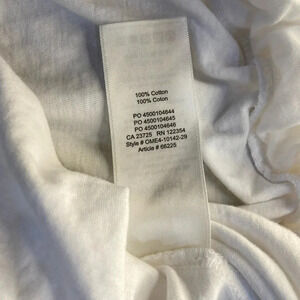 100% Cotton
100% Coton
PO 4500104644
PO 4500104645
PO 4500104646
CA 23725 RN 122354
Style # OME4-10142-29
Article # 66225